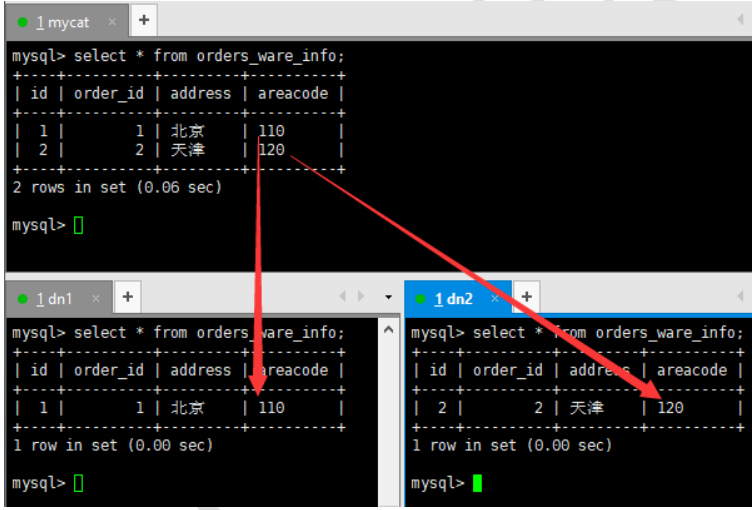 1 mycat × +
mysql> select * from orders_ware_info;
+----+----------+---------+----------+
| id | order_id | address | areacode |
+----+----------+---------+----------+
| 1 | 1 | 北京 | 110 |
| 2 | 2 | 天津 | 120 |
+----+----------+---------+----------+
2 rows in set (0.06 sec)
mysql>
1 dn1 × +
mysql> select * from orders_ware_info;
+----+----------+---------+----------+
| id | order_id | address | areacode |
+----+----------+---------+----------+
| 1 | 1 | 北京 | 110 |
+----+----------+---------+----------+
1 row in set (0.00 sec)
mysql>
1 dn2 × +
mysql> select * from orders_ware_info;
+----+----------+---------+----------+
| id | order_id | address | areacode |
+----+----------+---------+----------+
| 2 | 2 | 天津 | 120 |
+----+----------+---------+----------+
1 row in set (0.00 sec)
mysql>